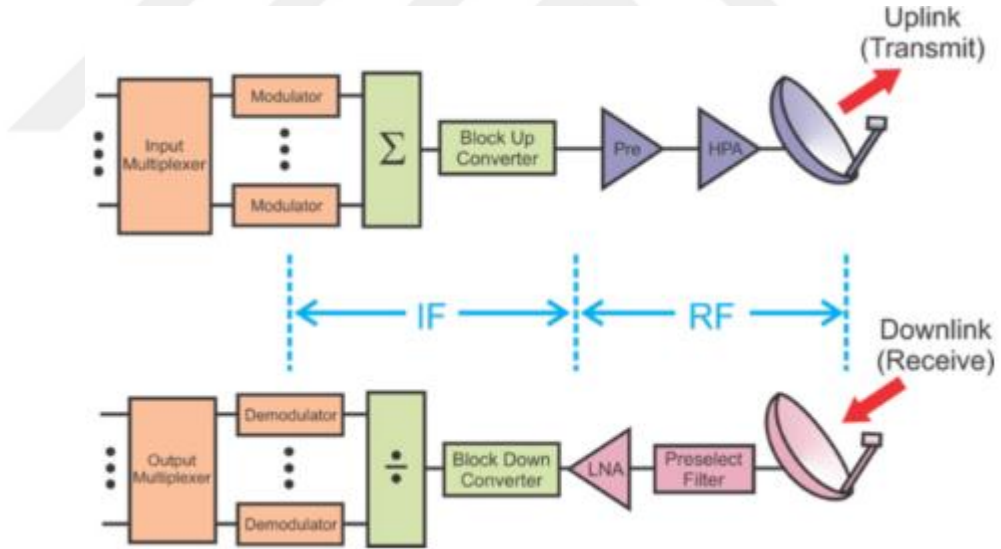 Uplink
(Transmit)
Input
Multiplexer
Modulator
Modulator
Σ
Block Up
Converter
Pre
HPA
IF
RF
Downlink
(Receive)
Output
Multiplexer
Demodulator
Demodulator
÷
Block Down
Converter
LNA
Preselect
Filter